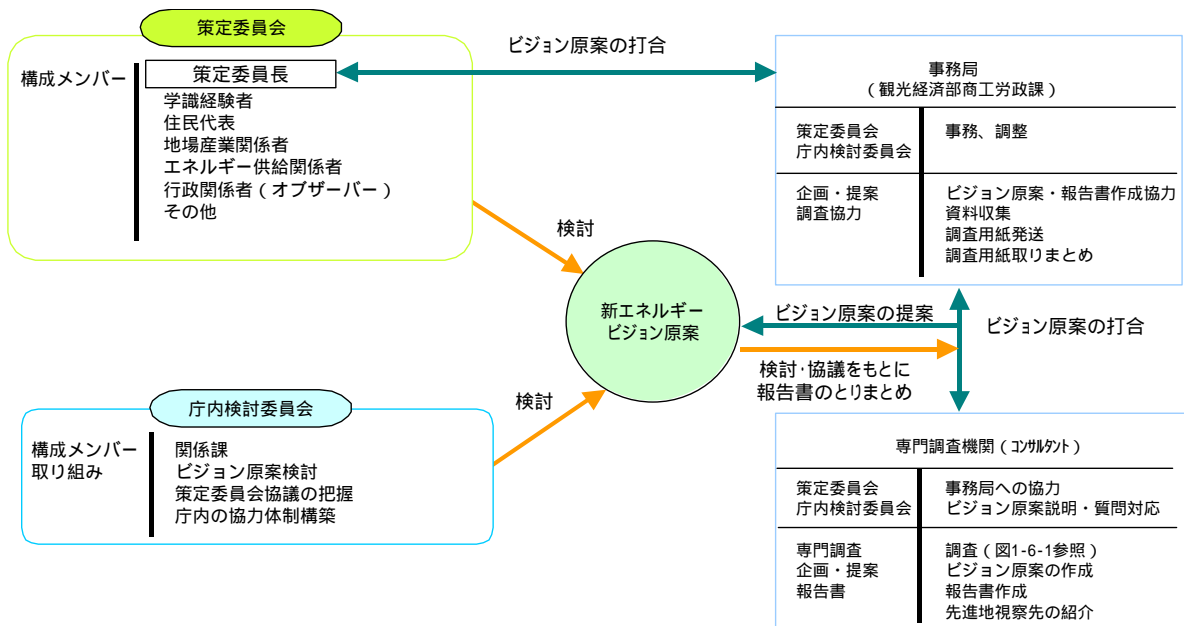 策定委員会
構成メンバー
策定委員長
学識経験者
住民代表
地場産業関係者
エネルギー供給関係者
行政関係者(オブザーバー)
その他
ビジョン原案の打合
事務局
(観光経済部商工労政課)
策定委員会
庁内検討委員会
事務、調整
企画・提案
調査協力
ビジョン原案・報告書作成協力
資料収集
調査用紙発送
調査用紙取りまとめ
検討
新エネルギー
ビジョン原案
ビジョン原案の提案
ビジョン原案の打合
検討・協議をもとに
報告書のとりまとめ
検討
庁内検討委員会
構成メンバー
取り組み
関係課
ビジョン原案検討
策定委員会協議の把握
庁内の協力体制構築
専門調査機関(コンサルタント)
策定委員会
庁内検討委員会
事務局への協力
ビジョン原案説明・質問対応
専門調査
企画・提案
報告書
調査(図1-6-1参照)
ビジョン原案の作成
報告書作成
先進地視察先の紹介